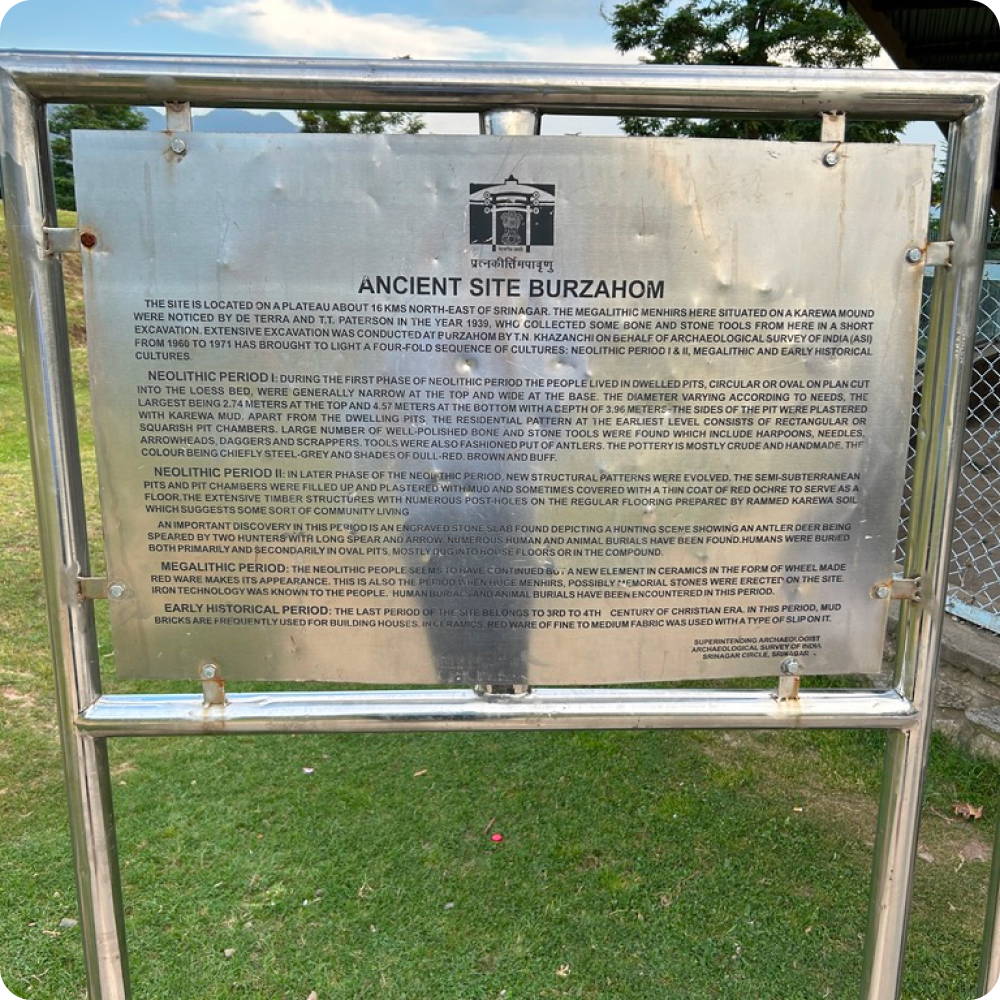 प्रत्नकीर्त्तिमपावृणु
ANCIENT SITE BURZAHOM
THE SITE IS LOCATED ON A PLATEAU ABOUT 16 KMS NORTH-EAST OF SRINAGAR. THE MEGALITHIC MENHIRS HERE SITUATED ON A KAREWA MOUND
WERE NOTICED BY DE TERRA AND T.T. PATERSON IN THE YEAR 1939, WHO COLLECTED SOME BONE AND STONE TOOLS FROM HERE IN A SHORT
EXCAVATION. EXTENSIVE EXCAVATION WAS CONDUCTED AT BURZAHOM BY T.N. KHAZANCHI ON BEHALF OF ARCHAEOLOGICAL SURVEY OF INDIA (ASI)
FROM 1960 TO 1971 HAS BROUGHT TO LIGHT A FOUR-FOLD SEQUENCE OF CULTURES: NEOLITHIC PERIOD I & II, MEGALITHIC AND EARLY HISTORICAL
CULTURES.
NEOLITHIC PERIOD I: DURING THE FIRST PHASE OF NEOLITHIC PERIOD THE PEOPLE LIVED IN DWELLED PITS, CIRCULAR OR OVAL ON PLAN CUT
INTO THE LOESS BED, WERE GENERALLY NARROW AT THE TOP AND WIDE AT THE BASE. THE DIAMETER VARYING ACCORDING TO NEEDS, THE
LARGEST BEING 2.74 METERS AT THE TOP AND 4.57 METERS AT THE BOTTOM WITH A DEPTH OF 3.96 METERS. THE SIDES OF THE PIT WERE PLASTERED
WITH KAREWA MUD. APART FROM THE DWELLING PITS, THE RESIDENTIAL PATTERN AT THE EARLIEST LEVEL CONSISTS OF RECTANGULAR OR
SQUARISH PIT CHAMBERS. LARGE NUMBER OF WELL-POLISHED BONE AND STONE TOOLS WERE FOUND WHICH INCLUDE HARPOONS, NEEDLES,
ARROWHEADS, DAGGERS AND SCRAPPERS. TOOLS WERE ALSO FASHIONED PUT OF ANTLERS. THE POTTERY IS MOSTLY CRUDE AND HANDMADE. THE
COLOUR BEING CHIEFLY STEEL-GREY AND SHADES OF DULL-RED, BROWN AND BUFF.
NEOLITHIC PERIOD II: IN LATER PHASE OF THE NEOLITHIC PERIOD, NEW STRUCTURAL PATTERNS WERE EVOLVED. THE SEMI-SUBTERRANEAN
PITS AND PIT CHAMBERS WERE FILLED UP AND PLASTERED WITH MUD AND SOMETIMES COVERED WITH A THIN COAT OF RED OCHRE TO SERVE AS A
FLOOR.THE EXTENSIVE TIMBER STRUCTURES WITH NUMEROUS POST-HOLES ON THE REGULAR FLOORING PREPARED BY RAMMED KAREWA SOIL
WHICH SUGGESTS SOME SORT OF COMMUNITY LIVING
AN IMPORTANT DISCOVERY IN THIS PERIOD IS AN ENGRAVED STONE SLAB FOUND DEPICTING A HUNTING SCENE SHOWING AN ANTLER DEER BEING
SPEARED BY TWO HUNTERS WITH LONG SPEAR AND ARROW. NUMEROUS HUMAN AND ANIMAL BURIALS HAVE BEEN FOUND.HUMANS WERE BURIED
BOTH PRIMARILY AND SECONDARILY IN OVAL PITS, MOSTLY DUG INTO HOUSE FLOORS OR IN THE COMPOUND.
MEGALITHIC PERIOD: THE NEOLITHIC PEOPLE SEEMS TO HAVE CONTINUED BUT A NEW ELEMENT IN CERAMICS IN THE FORM OF WHEEL MADE
RED WARE MAKES ITS APPEARANCE. THIS IS ALSO THE PERIOD WHEN HUGE MENHIRS, POSSIBLY MEMORIAL STONES WERE ERECTED ON THE SITE.
IRON TECHNOLOGY WAS KNOWN TO THE PEOPLE. HUMAN BURIALS AND ANIMAL BURIALS HAVE BEEN ENCOUNTERED IN THIS PERIOD.
EARLY HISTORICAL PERIOD: THE LAST PERIOD OF THE SITE BELONGS TO 3RD TO 4TH CENTURY OF CHRISTIAN ERA. IN THIS PERIOD, MUD
BRICKS ARE FREQUENTLY USED FOR BUILDING HOUSES. IN CERAMICS, RED WARE OF FINE TO MEDIUM FABRIC WAS USED WITH A TYPE OF SLIP ON IT.
SUPERINTENDING ARCHAEOLOGIST
ARCHAEOLOGICAL SURVEY OF INDIA
SRINAGAR CIRCLE, SRINAGAR